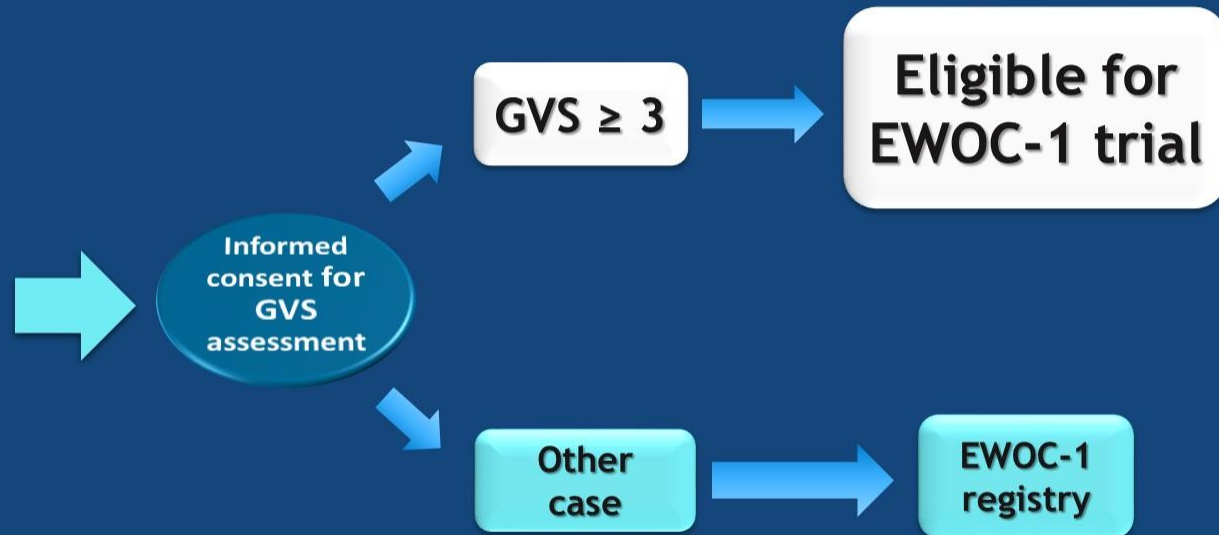 GVS ≥ 3
Eligible for
EWOC-1 trial
Informed
consent for
GVS
assessment
Other
case
EWOC-1
registry